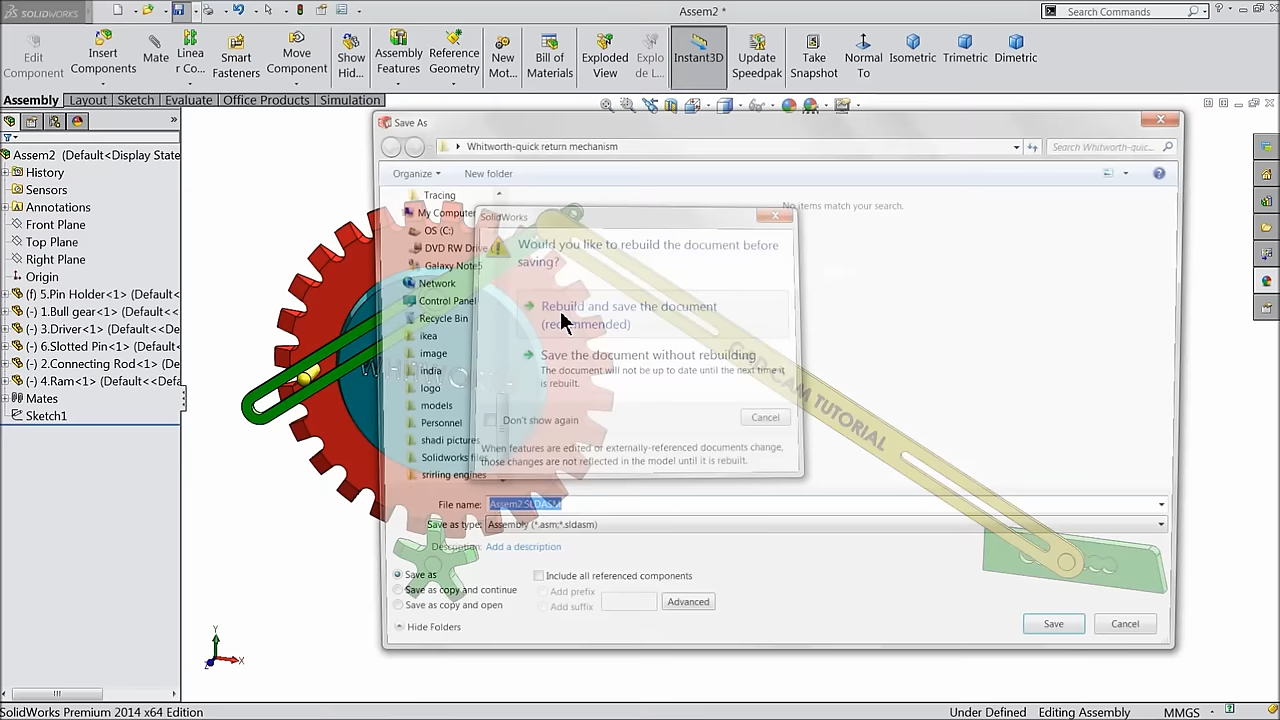 SOLIDWORKS
Assem2 *
Search Commands
Edit
Component
Insert
Components
Mate
Linea
r Co...
Smart
Fasteners
Move
Component
Show
Hid...
Assembly
Features
Reference
Geometry
New
Mot...
Bill of
Materials
Exploded
View
Explo
de L...
Instant3D
Update
Speedpak
Take
Snapshot
Normal
To
Isometric
Trimetric
Dimetric
Assembly
Layout
Sketch
Evaluate
Office Products
Simulation
Assem2 (Default<Display State
History
Sensors
Annotations
Front Plane
Top Plane
Right Plane
Origin
(f) 5.Pin Holder<1> (Default<
(-) 1.Bull gear<1> (Default<
(-) 3.Driver<1> (Default<
(-) 6.Slotted Pin<1> (Default<
(-) 2.Connecting Rod<1> (De
(-) 4.Ram<1> (Default<<Defa
Mates
Sketch1
Save As
Whitworth-quick return mechanism
Search Whitworth-quic...
Organize
New folder
No items match your search.
Tracing
My Computer
OS (C:)
DVD RW Drive
Galaxy Note5
Network
Control Panel
Recycle Bin
ikea
image
india
logo
models
Personnel
shadi pictures
Solidworks files
srirling engines
SolidWorks
Would you like to rebuild the document before
saving?
Rebuild and save the document
(recommended)
Save the document without rebuilding
The document will not be up to date until the next time it
is rebuilt.
Don't show again
Cancel
When features are edited or externally-referenced documents change,
those changes are not reflected in the model until it is rebuilt.
CAD CAM TUTORIAL
File name:
Assem2.SLDASM
Save as type:
Assembly (*.asm;*.sldasm)
Description:
Add a description
Save as
Save as copy and continue
Save as copy and open
Include all referenced components
Add prefix
Add suffix
Advanced
Hide Folders
Save
Cancel
Y
X
Z
SolidWorks Premium 2014 x64 Edition
Under Defined
Editing Assembly
MMGS